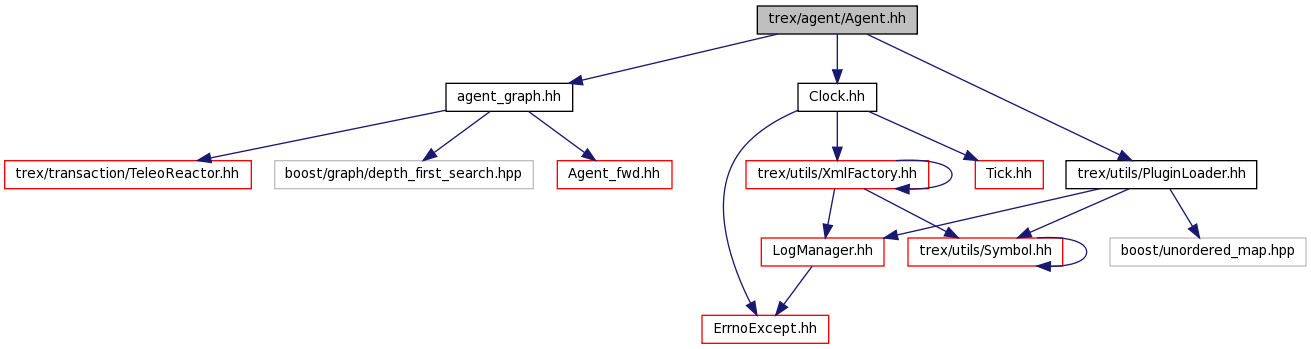 trex/agent/Agent.hh
agent_graph.hh
Clock.hh
trex/transaction/TeleoReactor.hh
boost/graph/depth_first_search.hpp
Agent_fwd.hh
trex/utils/XmlFactory.hh
Tick.hh
trex/utils/PluginLoader.hh
LogManager.hh
trex/utils/Symbol.hh
boost/unordered_map.hpp
ErrnoExcept.hh